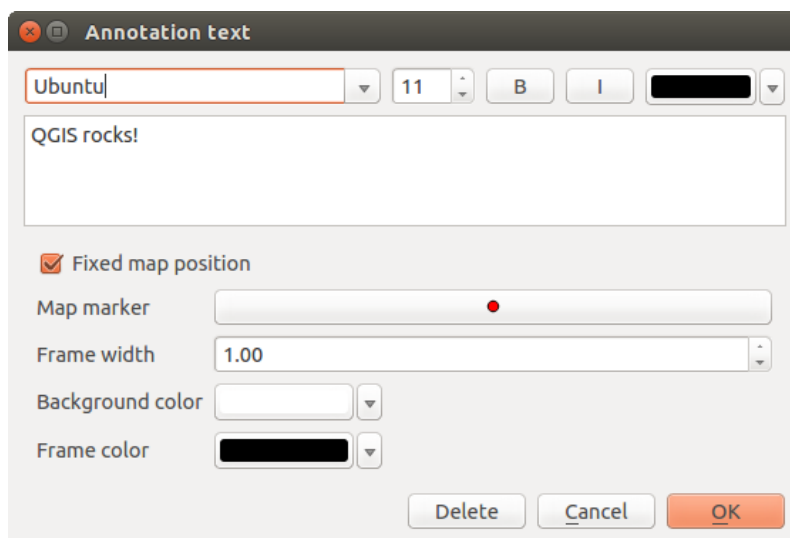 Annotation text
Ubuntu 11 B I
QGIS rocks!
Fixed map position
Map marker
Frame width 1.00
Background color
Frame color
Delete Cancel OK